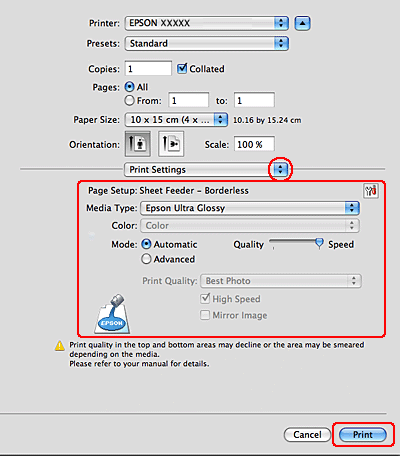 Printer: EPSON XXXXX
Presets: Standard
Copies: 1 Collated
Pages: All
From: 1 to: 1
Paper Size: 10 x 15 cm (4 x ... 10.16 by 15.24 cm
Orientation: Scale: 100 %
Print Settings
Page Setup: Sheet Feeder - Borderless
Media Type: Epson Ultra Glossy
Color: Color
Mode: Automatic Quality Speed
Advanced
Print Quality: Best Photo
High Speed
Mirror Image
EPSON
Print quality in the top and bottom areas may decline or the area may be smeared
depending on the media.
Please refer to your manual for details.
Cancel Print